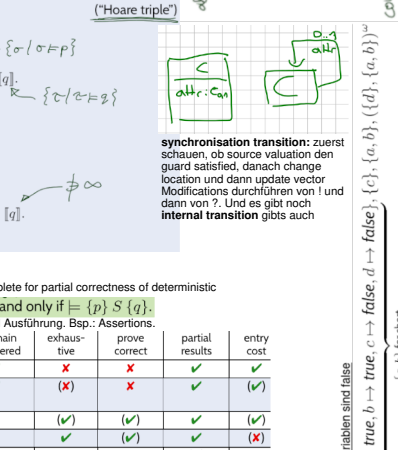 ("Hoare triple")
{σ | σ ⊨ p}
[[q]].
{τ | τ ⊨ q}
∌ ∞
[[q]].
C
attr: C₀,₁
0..1
attr
C
synchronisation transition: zuerst
schauen, ob source valuation den
guard satisfied, danach change
location und dann update vector
Modifications durchführen von ! und
dann von ?. Und es gibt noch
internal transition gibts auch
plete for partial correctness of deterministic
and only if ⊨ {p} S {q}.
Ausführung. Bsp.: Assertions.
exhaus-
tive
prove
correct
partial
results
entry
cost
✘ ✘ ✔ ✔
(✘) ✘ ✔ (✔)
(✔) (✔) ✔ (✔)
✔ (✔) ✔ (✘)
true, b ↦ true, c ↦ false, d ↦ false}, {c}, {a, b}, ({d}, {a, b})^ω
riablen sind false